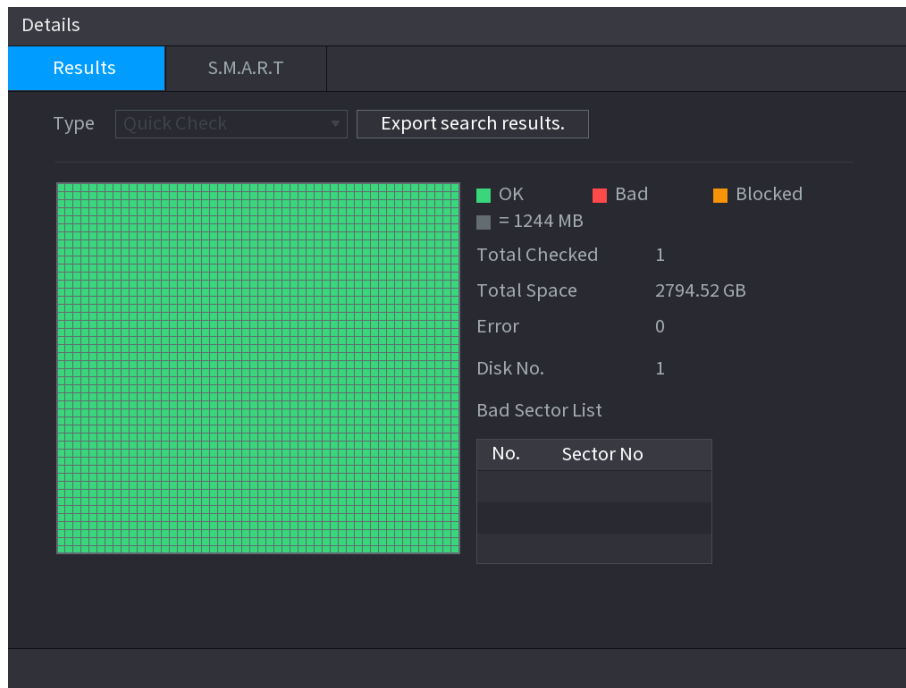 Details
Results S.M.A.R.T
Type Quick Check Export search results.
OK Bad Blocked
= 1244 MB
Total Checked 1
Total Space 2794.52 GB
Error 0
Disk No. 1
Bad Sector List
No. Sector No